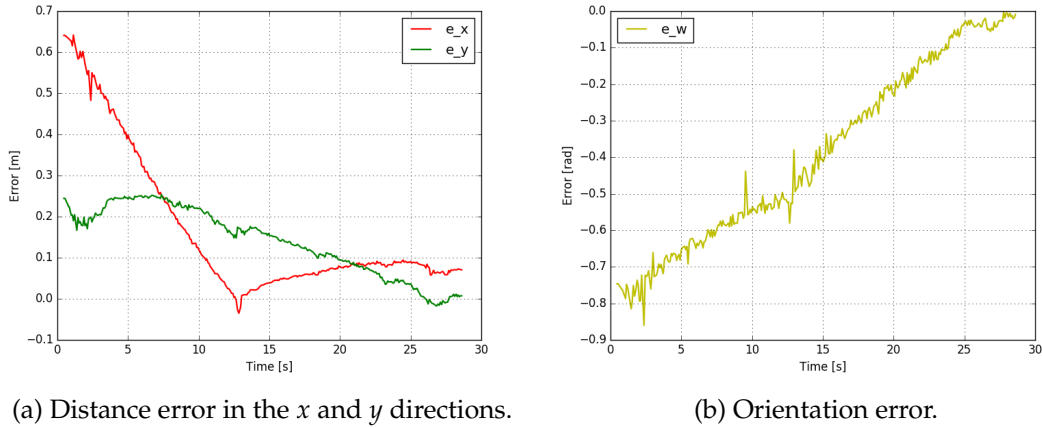 0.7
0.6
0.5
0.4
0.3
0.2
0.1
0.0
−0.1
Error [m]
e_x
e_y
0 5 10 15 20 25 30
Time [s]
(a) Distance error in the x and y directions.
0.0
−0.1
−0.2
−0.3
−0.4
−0.5
−0.6
−0.7
−0.8
−0.9
Error [rad]
e_w
0 5 10 15 20 25 30
Time [s]
(b) Orientation error.